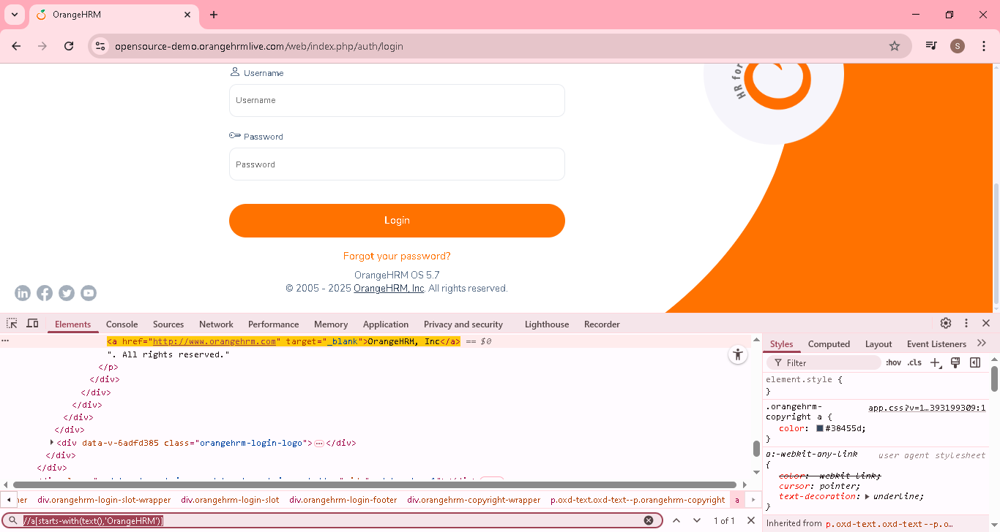 OrangeHRM
opensource-demo.orangehrmlive.com/web/index.php/auth/login
S
HR for
Username
Username
Password
Password
Login
Forgot your password?
OrangeHRM OS 5.7
© 2005 - 2025 OrangeHRM, Inc. All rights reserved.
Elements Console Sources Network Performance Memory Application Privacy and security Lighthouse Recorder
<a href="http://www.orangehrm.com" target="_blank">OrangeHRM, Inc</a> == $0
". All rights reserved."
</p>
</div>
</div>
</div>
</div>
</div>
<div data-v-6adfd385 class="orangehrm-login-logo">…</div>
</div>
</div>
Styles Computed Layout Event Listeners
Filter :hov .cls
element.style {
}
.orangehrm- app.css?v=1…393199309:1
copyright a {
color: #38455d;
}
a:-webkit-any-link user agent stylesheet
{
color: -webkit-link;
cursor: pointer;
text-decoration: underline;
}
Inherited from p.oxd-text.oxd-text--p.o…
ner div.orangehrm-login-slot-wrapper div.orangehrm-login-slot div.orangehrm-login-footer div.orangehrm-copyright-wrapper p.oxd-text.oxd-text--p.orangehrm-copyright a
//a[starts-with(text(),'OrangeHRM')]
1 of 1